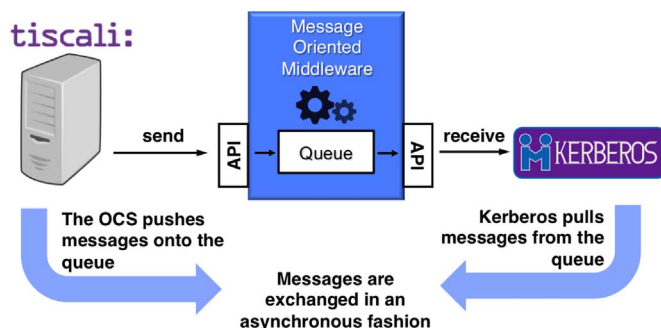 tiscali:
Message
Oriented
Middleware
send
API
Queue
API
receive
KERBEROS
The OCS pushes
messages onto the
queue
Kerberos pulls
messages from the
queue
Messages are
exchanged in an
asynchronous fashion